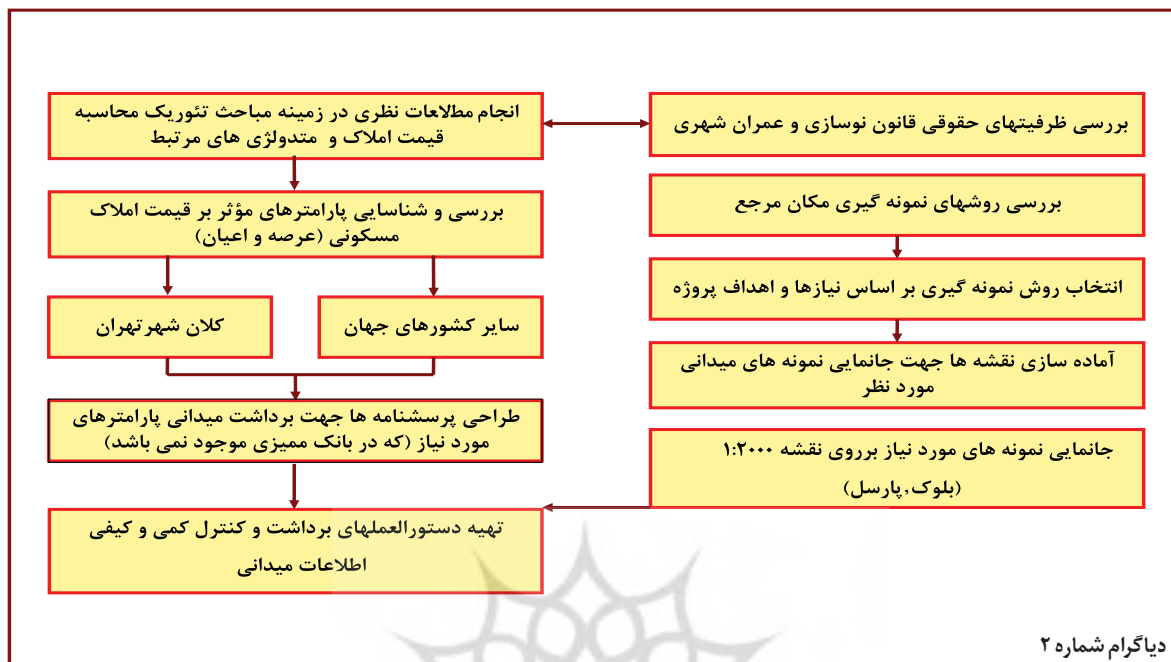 بررسی ظرفیتهای حقوقی قانون نوسازی و عمران شهری
انجام مطالعات نظری در زمینه مباحث تئوریک محاسبه
قیمت املاک و متدولژی های مرتبط
بررسی و شناسایی پارامترهای مؤثر بر قیمت املاک
مسکونی (عرصه و اعیان)
سایر کشورهای جهان
کلان شهرتهران
طراحی پرسشنامه ها جهت برداشت میدانی پارامترهای
مورد نیاز (که در بانک ممیزی موجود نمی باشد)
بررسی روشهای نمونه گیری مکان مرجع
انتخاب روش نمونه گیری بر اساس نیازها و اهداف پروژه
آماده سازی نقشه ها جهت جانمایی نمونه های میدانی
مورد نظر
جانمایی نمونه های مورد نیاز برروی نقشه ۱:۲۰۰۰
(بلوک,پارسل)
تهیه دستورالعملهای برداشت و کنترل کمی و کیفی
اطلاعات میدانی
دیاگرام شماره ۲